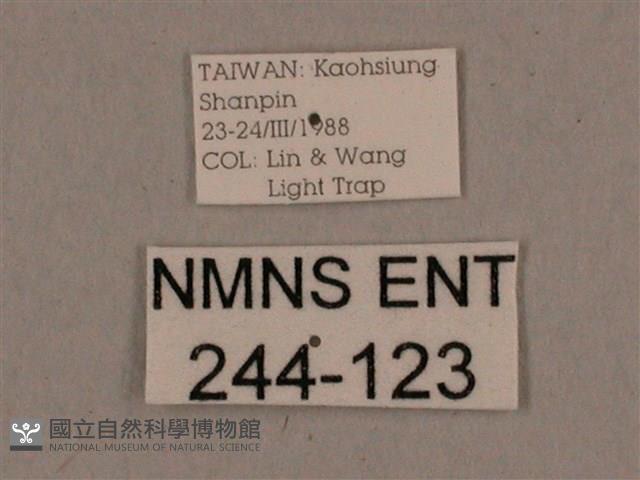 TAIWAN: Kaohsiung
Shanpin
23-24/III/1988
COL: Lin & Wang
Light Trap
NMNS ENT
244-123
國立自然科學博物館
NATIONAL MUSEUM OF NATURAL SCIENCE